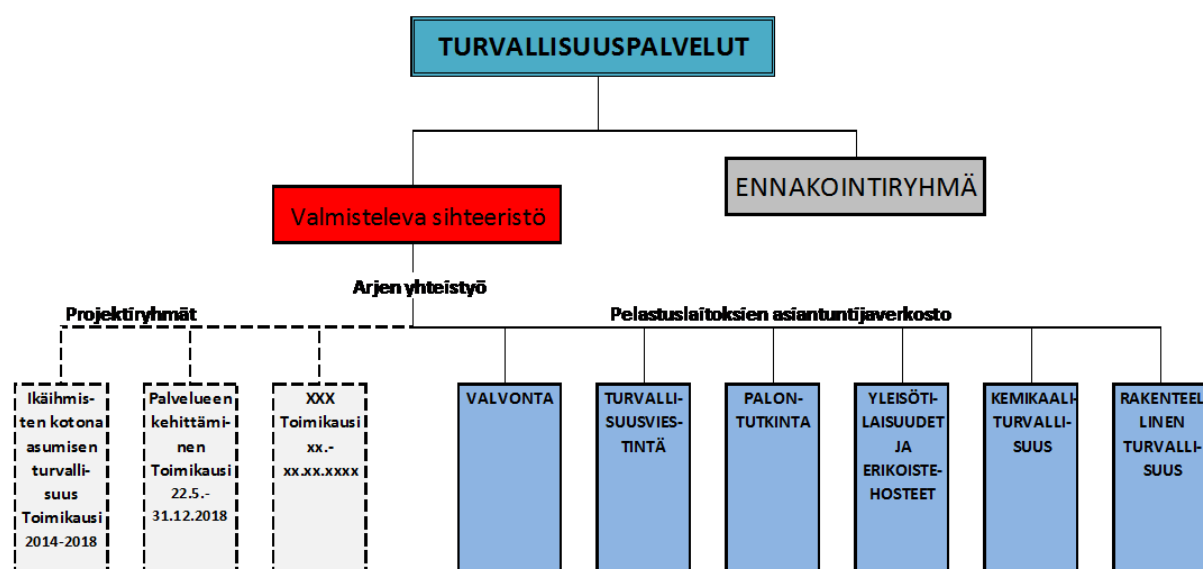 TURVALLISUUSPALVELUT
ENNAKOINTIRYHMÄ
Valmisteleva sihteeristö
Arjen yhteistyö
Projektiryhmät
Pelastuslaitoksien asiantuntijaverkosto
Ikäihmis-
ten kotona
asumisen
turvalli-
suus
Toimikausi
2014-2018
Palvelueen
kehittämi-
nen
Toimikausi
22.5.-
31.12.2018
XXX
Toimikausi
xx.-
xx.xx.xxxx
VALVONTA
TURVALLI-
SUUSVIES-
TINTÄ
PALON-
TUTKINTA
YLEISÖTI-
LAISUUDET
JA
ERIKOISTE-
HOSTEET
KEMIKAALI-
TURVALLI-
SUUS
RAKENTEEL
LINEN
TURVALLI-
SUUS